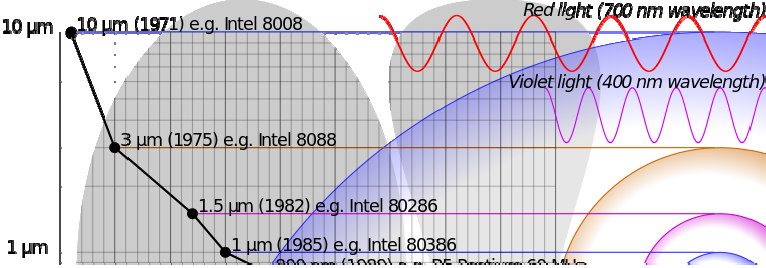 Red light (700 nm wavelength)
10 µm
10 µm (1971) e.g. Intel 8008
Violet light (400 nm wavelength)
3 µm (1975) e.g. Intel 8088
1.5 µm (1982) e.g. Intel 80286
1 µm
1 µm (1985) e.g. Intel 80386